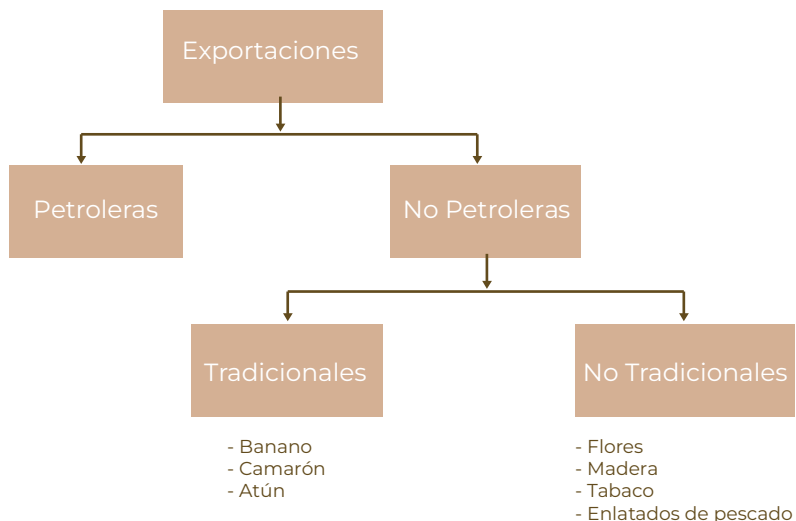 Exportaciones
Petroleras
No Petroleras
Tradicionales
No Tradicionales
- Banano
- Camarón
- Atún
- Flores
- Madera
- Tabaco
- Enlatados de pescado